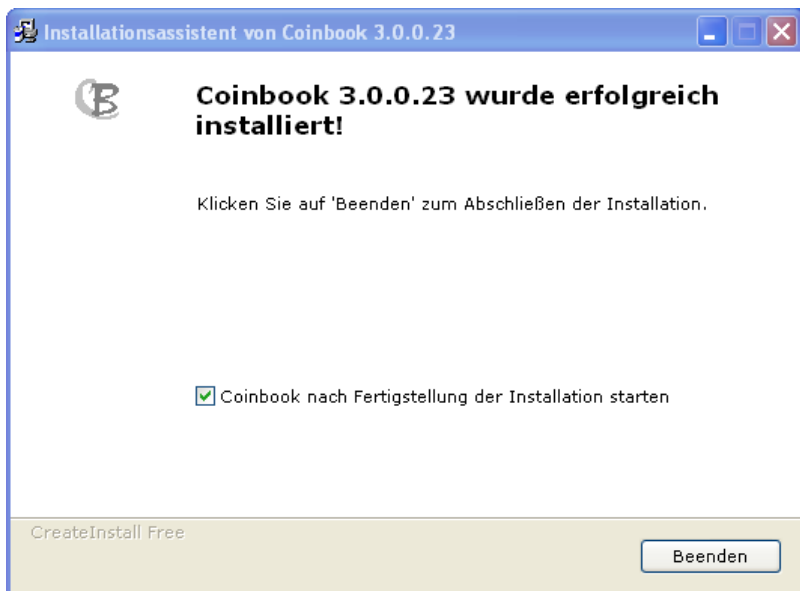 Installationsassistent von Coinbook 3.0.0.23
CB
Coinbook 3.0.0.23 wurde erfolgreich
installiert!
Klicken Sie auf 'Beenden' zum Abschließen der Installation.
Coinbook nach Fertigstellung der Installation starten
CreateInstall Free
Beenden